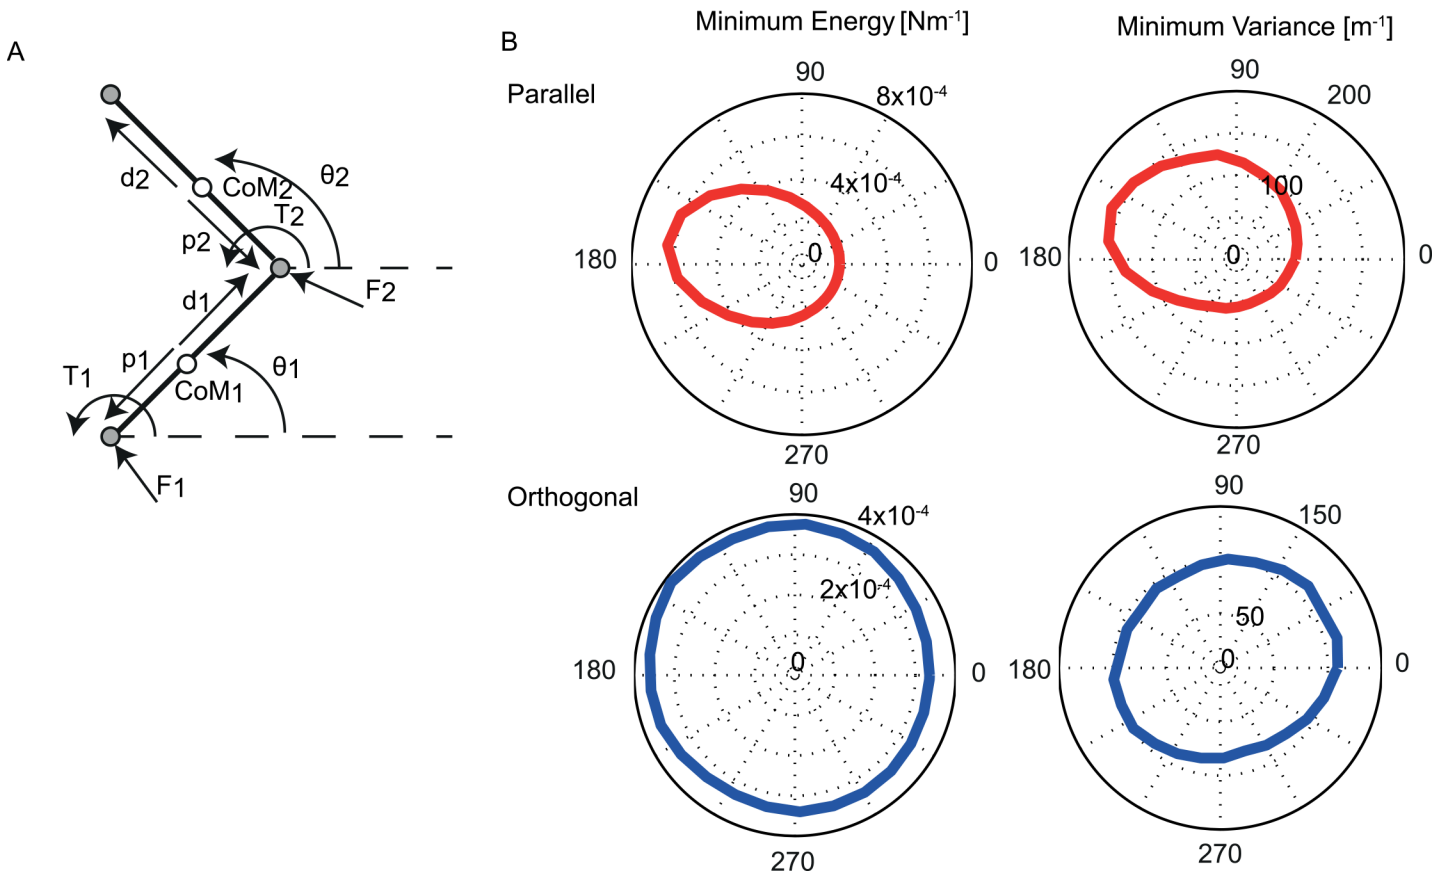 A
d2
CoM2
θ2
T2
p2
d1
F2
p1
T1
CoM1
θ1
F1
B
Minimum Energy [Nm-1]
Minimum Variance [m-1]
Parallel
90
8x10-4
4x10-4
0
180
0
270
90
200
100
0
180
0
270
Orthogonal
90
4x10-4
2x10-4
0
180
0
270
90
150
50
0
180
0
270